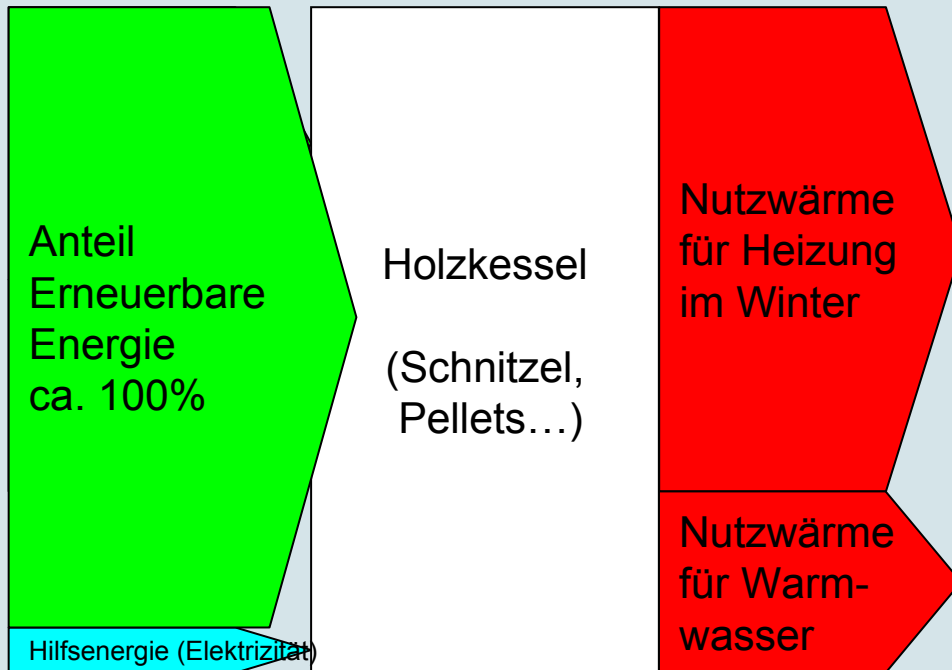 Anteil
Erneuerbare
Energie
ca. 100%
Hilfsenergie (Elektrizität)
Holzkessel
(Schnitzel,
Pellets…)
Nutzwärme
für Heizung
im Winter
Nutzwärme
für Warm-
wasser